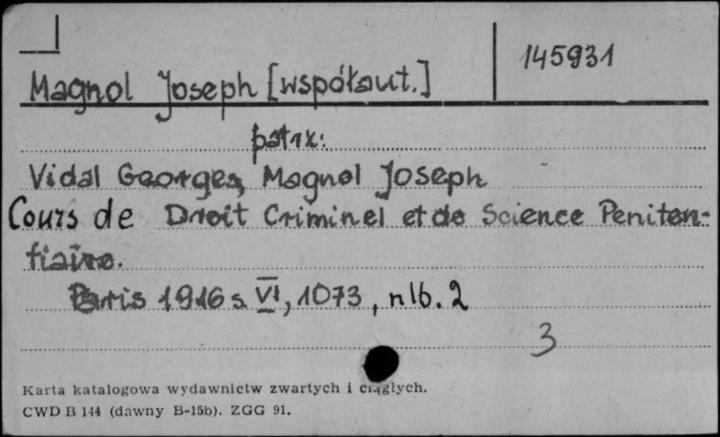 145931
Magnol Joseph [współaut.]
patrz:
Vidal Georges, Magnol Joseph
Cours de Droit Criminel et de Science Peniten-
tiaire.
Paris 1916 s. VI, 1073, nlb. 2
3
Karta katalogowa wydawnictw zwartych i ciągłych.
CWD B 144 (dawny B-15b). ZGG 91.